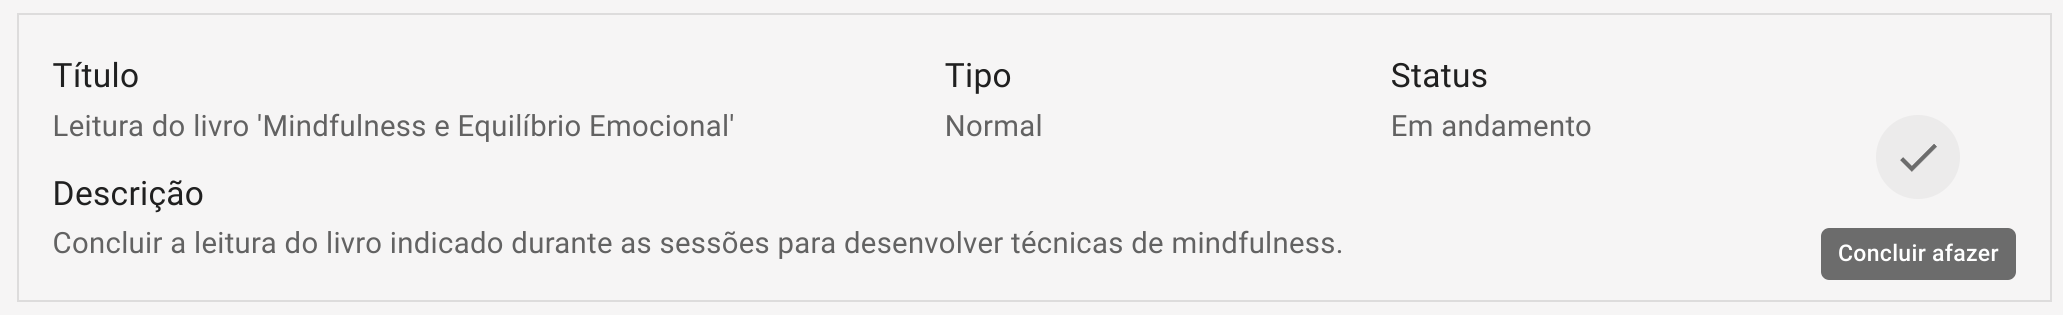 Título
Leitura do livro 'Mindfulness e Equilíbrio Emocional'
Tipo
Normal
Status
Em andamento
Descrição
Concluir a leitura do livro indicado durante as sessões para desenvolver técnicas de mindfulness.
Concluir afazer